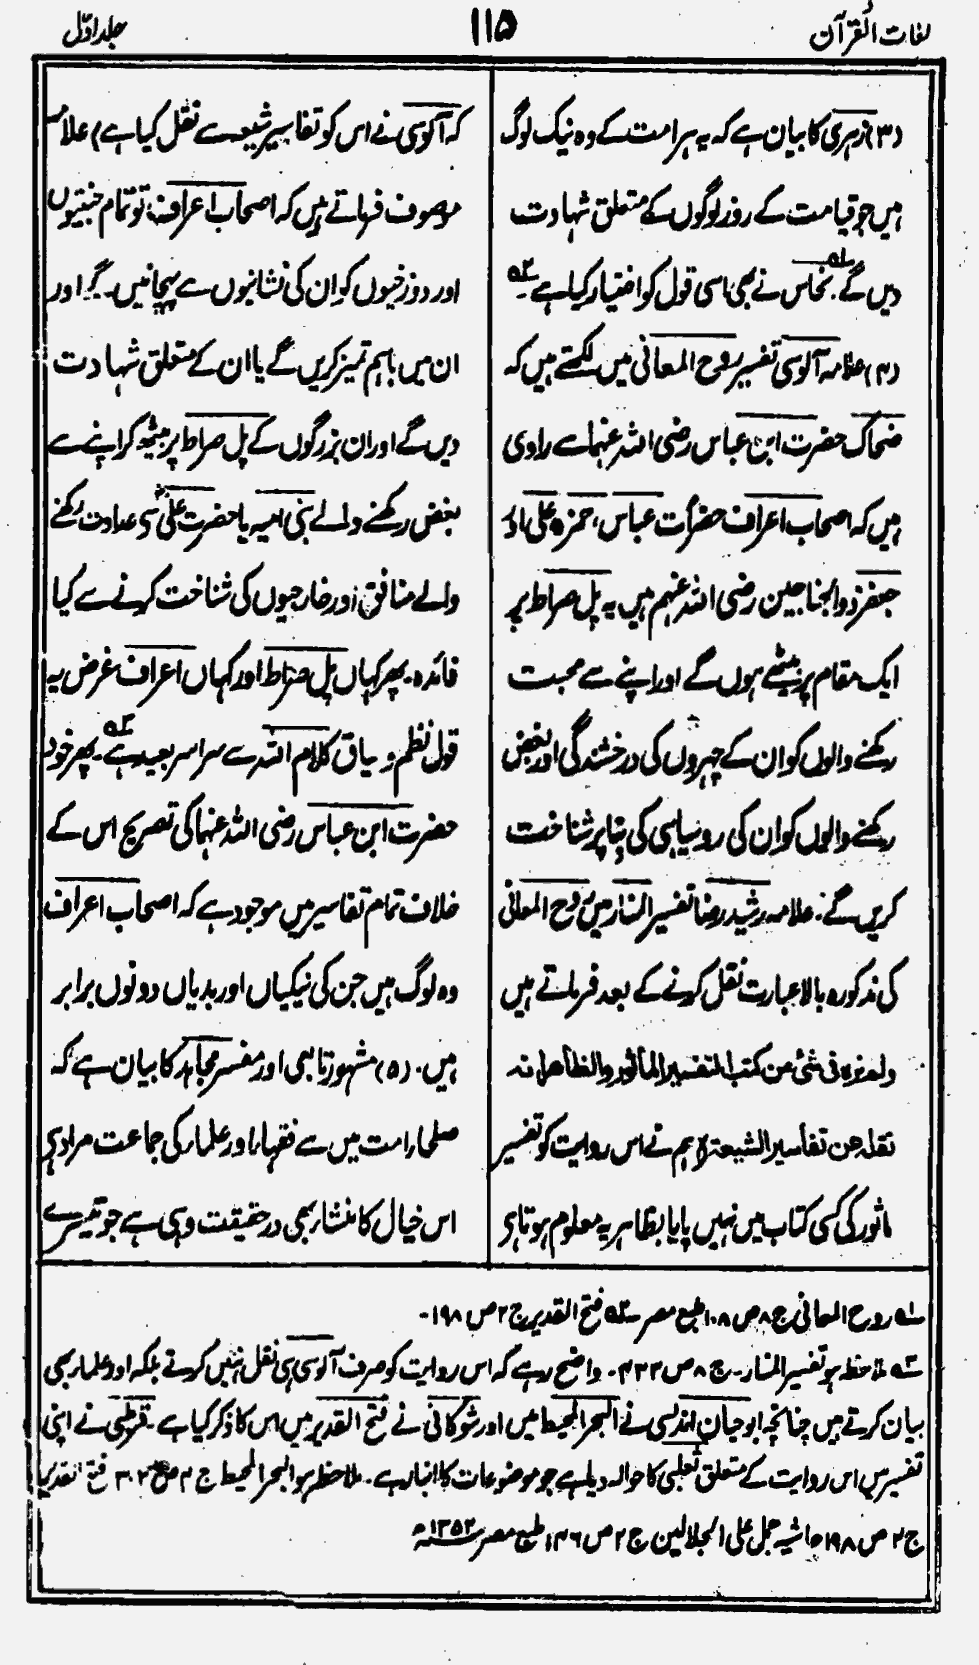 لغات القرآن
۱۱۵
جلد اوّل
(۳) زہری کا بیان ہے کہ یہ ہر امت کے وہ نیک لوگ
ہیں جو قیامت کے روز لوگوں کے متعلق شہادت
دیں گے۔ نحاس نے بھی اسی قول کو اختیار کیا ہے۔
(۴) علامہ آلوسی تفسیر روح المعانی میں لکھتے ہیں کہ
ضحاک حضرت ابن عباس رضی اللہ عنہما سے راوی
ہیں کہ اصحاب اعراف حضرات عباس، حمزہ علی اور
جعفر ذو الجناحین رضی اللہ عنہم ہیں یہ پل صراط پر
ایک مقام پر بیٹھے ہوں گے اور اپنے سے محبت
رکھنے والوں کو ان کے چہروں کی درخشندگی اور بغض
رکھنے والوں کو ان کی روسیاہی کی بنا پر شناخت
کریں گے۔ علامہ رشید رضا تفسیر المنار میں روح المعانی
کی مذکورہ بالا عبارت نقل کرنے کے بعد فرماتے ہیں
ولم نره فی شئ من کتب التفسیر المأثور والظاهر انه
نقله عن تفاسیر الشیعة (ہم نے اس روایت کو تفسیر
ماثور کی کسی کتاب میں نہیں پایا بظاہر یہ معلوم ہوتا ہی
کہ آلوسی نے اس کو تفاسیر شیعہ سے نقل کیا ہے) علامہ
موصوف فرماتے ہیں کہ اصحاب اعراف تو تمام جنتیوں
اور دوزخیوں کو ان کی نشانیوں سے پہچانیں گے اور
ان میں باہم تمیز کریں گے یا ان کے متعلق شہادت
دیں گے اور ان بزرگوں کے پل صراط پر بیٹھ کر اپنے سے
بغض رکھنے والے بنی امیہ یا حضرت علی سے عداوت رکھنے
والے منافق اور خارجیوں کی شناخت کرنے سے کیا
فائدہ۔ پھر کہاں پل صراط اور کہاں اعراف غرض یہ
قول نظم و سیاق کلام اللہ سے سراسر بعید ہے۔ پھر خود
حضرت ابن عباس رضی اللہ عنہما کی تصریح اس کے
خلاف تمام تفاسیر میں موجود ہے کہ اصحاب اعراف
وہ لوگ ہیں جن کی نیکیاں اور بدیاں دونوں برابر
ہیں۔ (۵) مشہور تابعی اور مفسر مجاہد کا بیان ہے کہ
صلحاء امت میں سے فقہاء اور علماء کی جماعت مراد ہی
اس خیال کا منشاء بھی درحقیقت وہی ہے جو تیسرے
؂۱ روح المعانی ج ۸ ص ۱۰۸ طبع مصر ؂۲ فتح القدیر ج ۲ ص ۱۹۸۔
؂۳ ملاحظہ ہو تفسیر المنار۔ ج ۸ ص ۴۳۳۔ واضح رہے کہ اس روایت کو صرف آلوسی ہی نقل نہیں کرتے بلکہ اور علماء بھی
بیان کرتے ہیں چنانچہ ابوحیان اندلسی نے البحر المحیط میں اور شوکانی نے فتح القدیر میں اس کا ذکر کیا ہے۔ قرطبی نے اپنی
تفسیر میں اس روایت کے متعلق ثعلبی کا حوالہ دیا ہے جو موضوعات کا انبار ہے۔ ملاحظہ ہو البحر المحیط ج ۴ ص ۳۰۲ فتح القدیر
ج ۲ ص ۱۹۸ حاشیہ جمل علی الجلالین ج ۲ ص ۱۴۶ طبع مصر ۱۳۵۲ھ